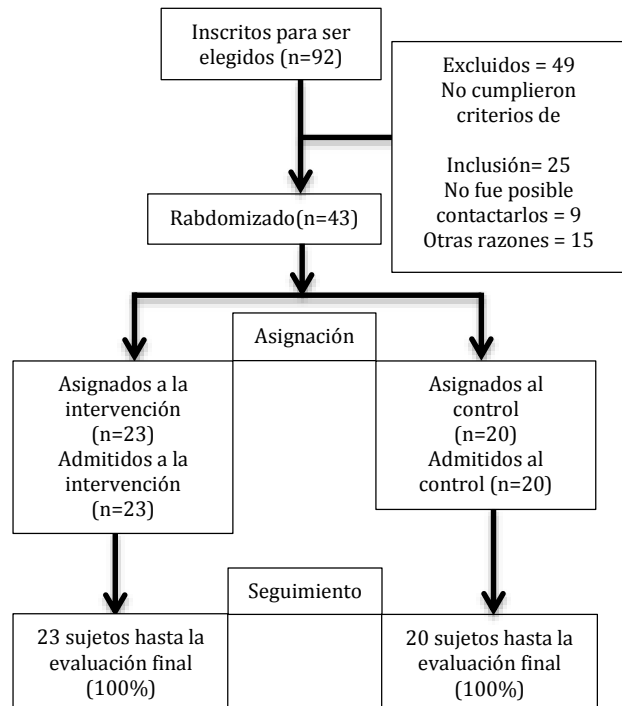 Inscritos para ser
elegidos (n=92)
Excluidos = 49
No cumplieron
criterios de
Inclusión= 25
No fue posible
contactarlos = 9
Otras razones = 15
Rabdomizado(n=43)
Asignación
Asignados a la
intervención
(n=23)
Admitidos a la
intervención
(n=23)
Asignados al
control
(n=20)
Admitidos al
control (n=20)
Seguimiento
23 sujetos hasta la
evaluación final
(100%)
20 sujetos hasta la
evaluación final
(100%)